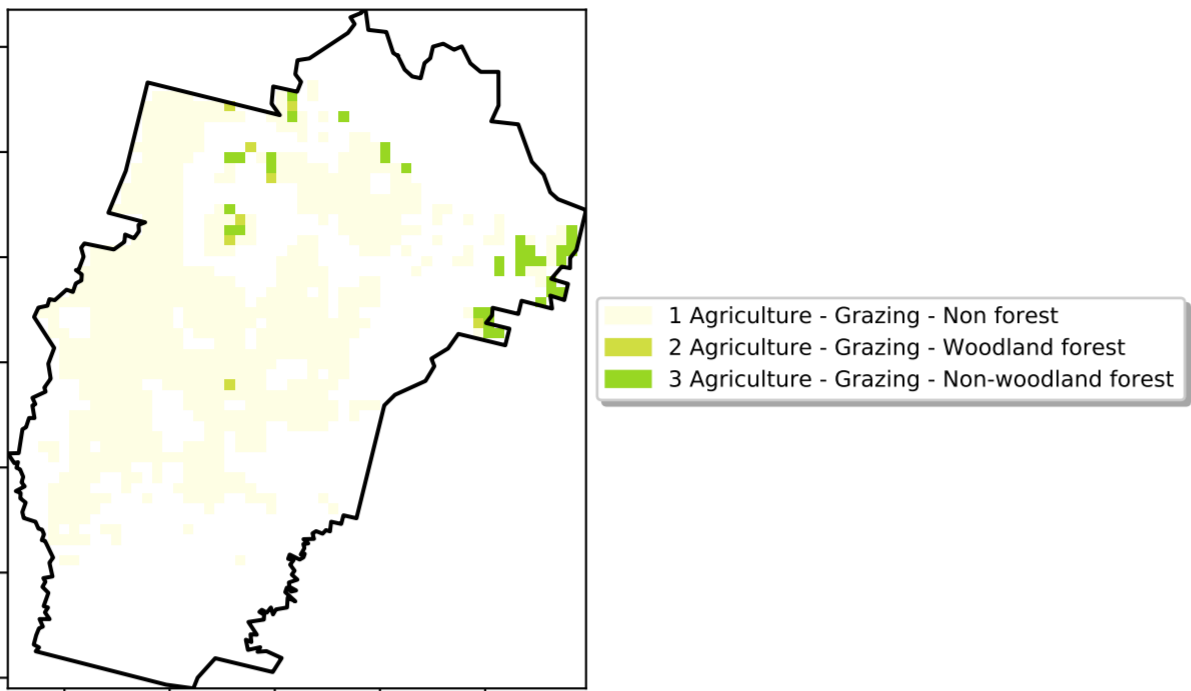 1 Agriculture - Grazing - Non forest
2 Agriculture - Grazing - Woodland forest
3 Agriculture - Grazing - Non-woodland forest